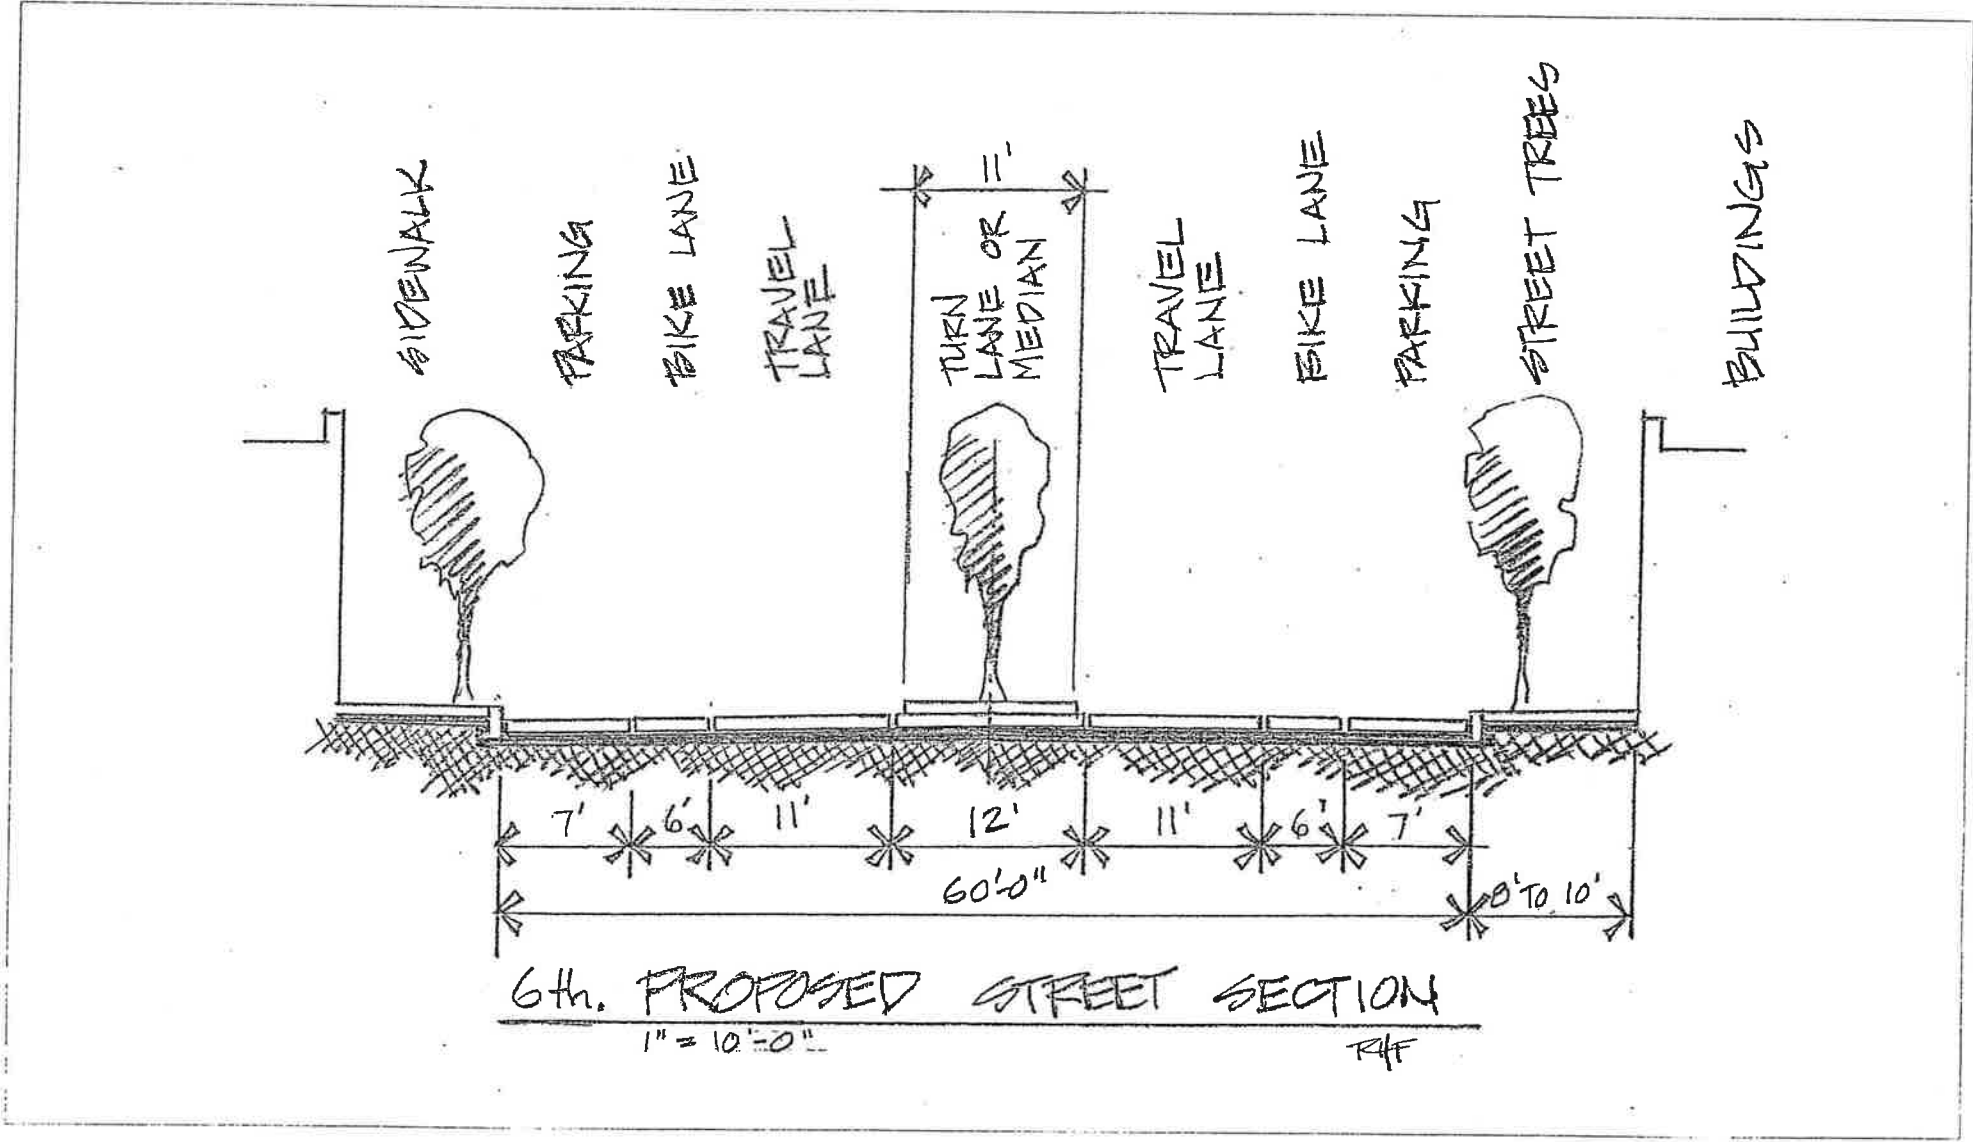 SIDEWALK
PARKING
BIKE LANE
TRAVEL
LANE
11'
TURN
LANE OR
MEDIAN
TRAVEL
LANE
BIKE LANE
PARKING
STREET TREES
BUILDINGS
7' 6' 11' 12' 11' 6' 7'
60'-0" 8' TO 10'
6th. PROPOSED STREET SECTION
1" = 10'-0"
RHF